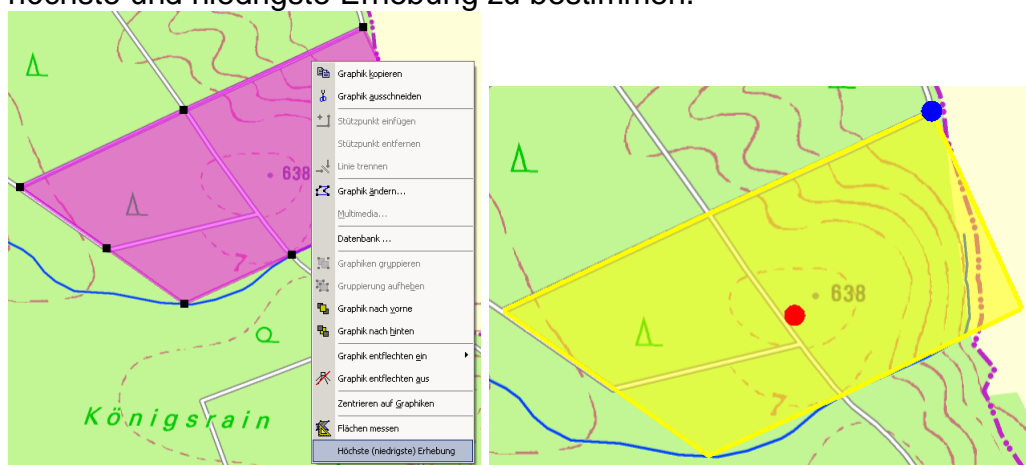 höchste und niedrigste Erhebung zu bestimmen.
Graphik kopieren
Graphik ausschneiden
Stützpunkt einfügen
Stützpunkt entfernen
Linie trennen
Graphik ändern...
Multimedia...
Datenbank ...
Graphiken gruppieren
Gruppierung aufheben
Graphik nach vorne
Graphik nach hinten
Graphik entflechten ein
Graphik entflechten aus
Zentrieren auf Graphiken
Flächen messen
Höchste (niedrigste) Erhebung
638
7
Königsrain
638
7